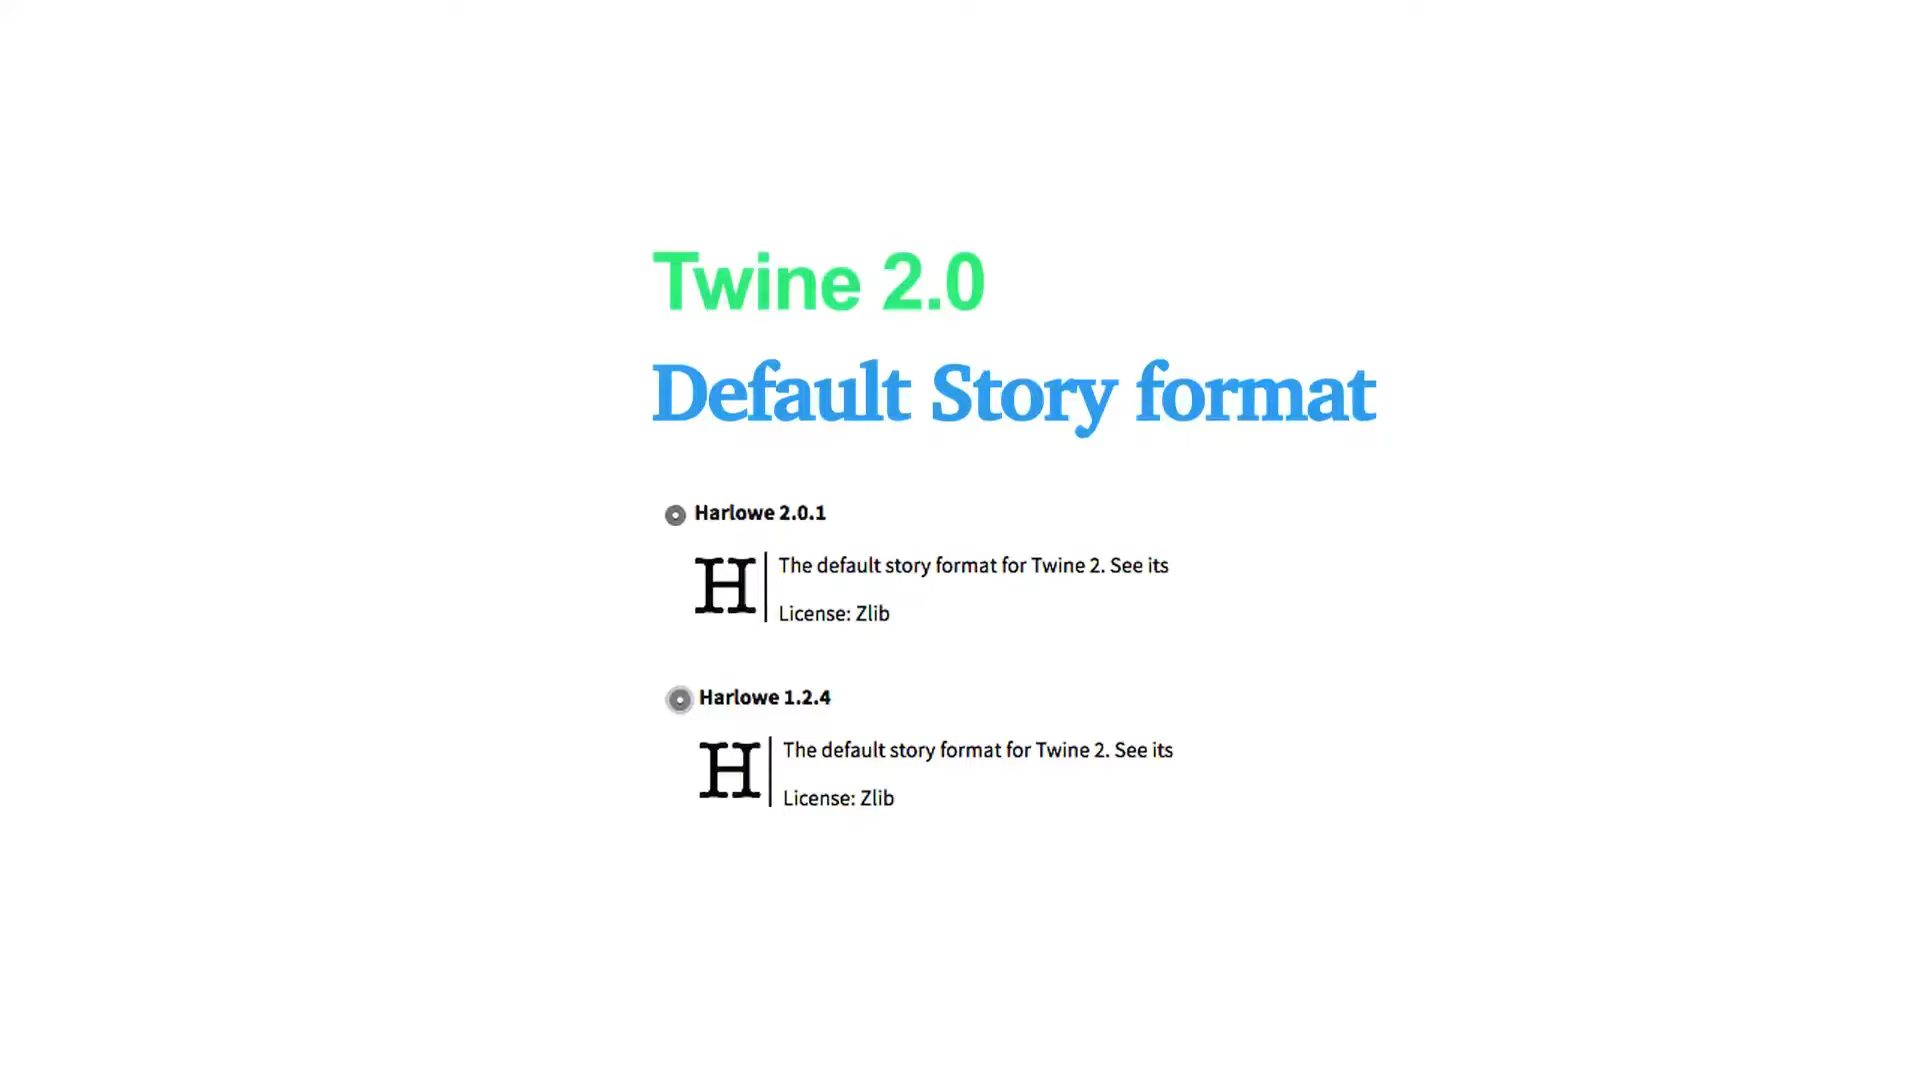 Twine 2.0
Default Story format
Harlowe 2.0.1
H
The default story format for Twine 2. See its
License: Zlib
Harlowe 1.2.4
H
The default story format for Twine 2. See its
License: Zlib